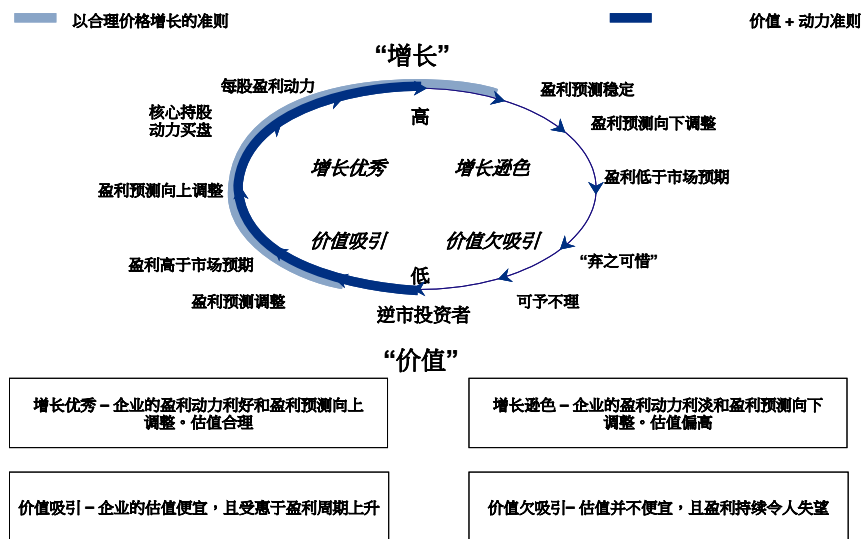 以合理价格增长的准则
价值 + 动力准则
“增长”
每股盈利动力
盈利预测稳定
核心持股
动力买盘
高
盈利预测向下调整
增长优秀
增长逊色
盈利预测向上调整
盈利低于市场预期
价值吸引
价值欠吸引
盈利高于市场预期
低
“弃之可惜”
盈利预测调整
可予不理
逆市投资者
“价值”
增长优秀 – 企业的盈利动力利好和盈利预测向上
调整。估值合理
增长逊色 – 企业的盈利动力利淡和盈利预测向下
调整。估值偏高
价值吸引 – 企业的估值便宜，且受惠于盈利周期上升
价值欠吸引– 估值并不便宜，且盈利持续令人失望